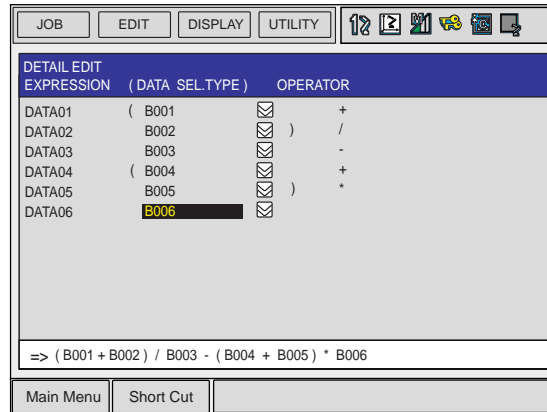 JOB EDIT DISPLAY UTILITY
DETAIL EDIT
EXPRESSION ( DATA SEL.TYPE ) OPERATOR
DATA01 ( B001 +
DATA02 B002 ) /
DATA03 B003 -
DATA04 ( B004 +
DATA05 B005 ) *
DATA06 B006
=> ( B001 + B002 ) / B003 - ( B004 + B005 ) * B006
Main Menu Short Cut